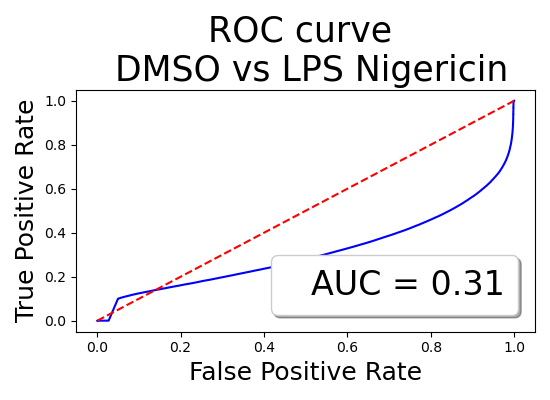 ROC curve
DMSO vs LPS Nigericin
True Positive Rate
1.0
0.8
0.6
0.4
0.2
0.0
AUC = 0.31
0.0 0.2 0.4 0.6 0.8 1.0
False Positive Rate